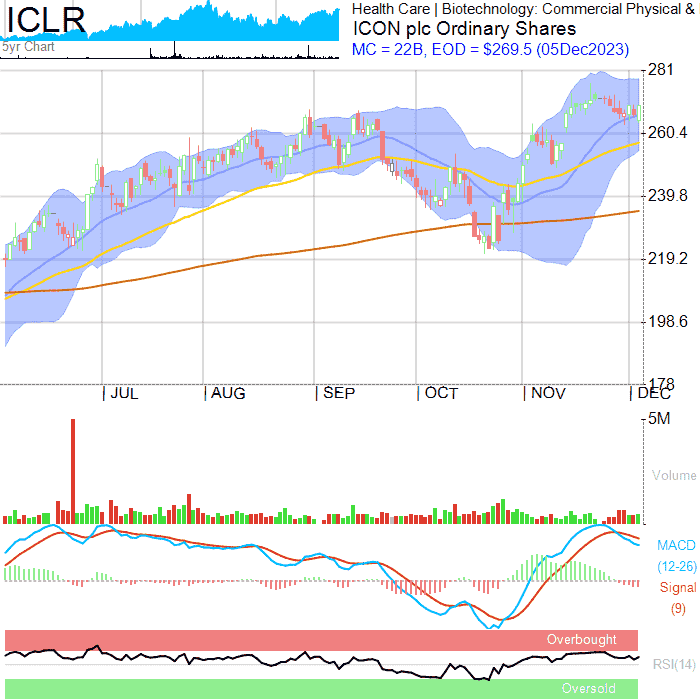 ICLR
5yr Chart
Health Care | Biotechnology: Commercial Physical &
ICON plc Ordinary Shares
MC = 22B, EOD = $269.5 (05Dec2023)
281
260.4
239.8
219.2
198.6
178
| JUL | AUG | SEP | OCT | NOV | DEC
5M
Volume
MACD
(12-26)
Signal
(9)
Overbought
RSI(14)
Oversold